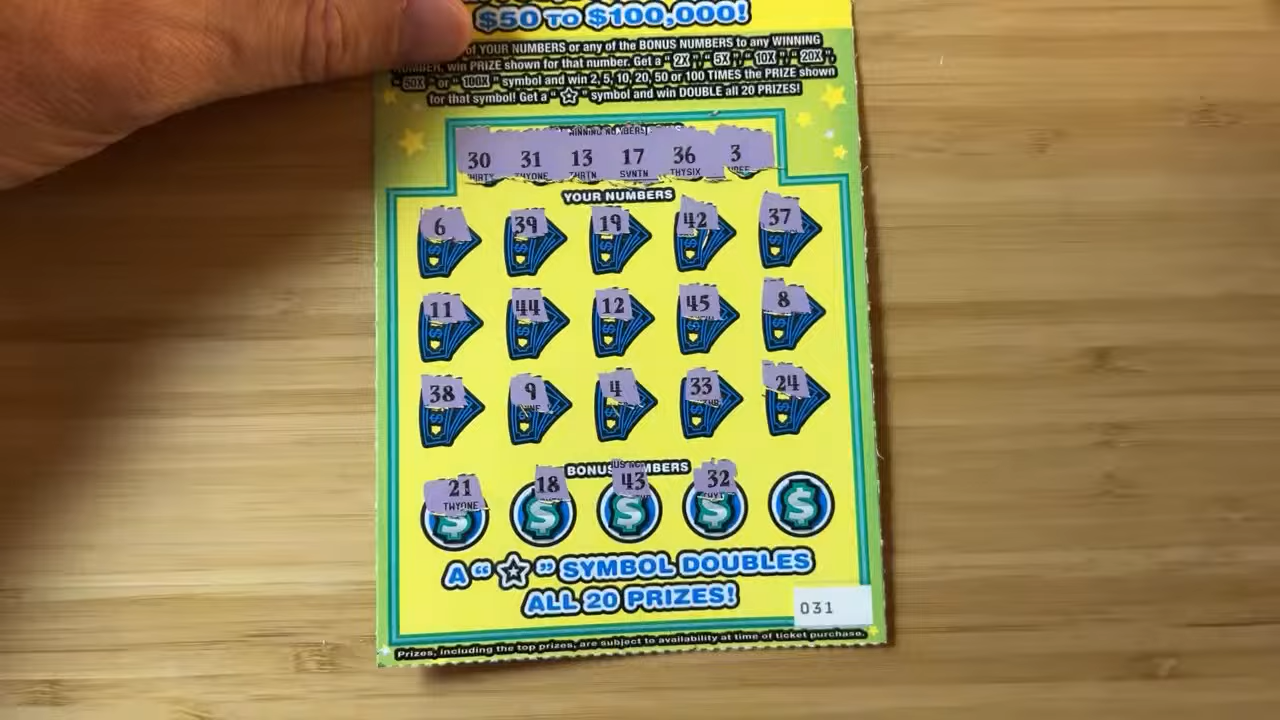 $50 TO $100,000!
of YOUR NUMBERS or any of the BONUS NUMBERS to any WINNING
NUMBER, win PRIZE shown for that number. Get a "2X", "5X", "10X", "20X",
"50X" or "100X" symbol and win 2, 5, 10, 20, 50 or 100 TIMES the PRIZE shown
for that symbol! Get a "☆" symbol and win DOUBLE all 20 PRIZES!
WINNING NUMBERS
30 31 13 17 36 3
THYONE THRTN SVNTN THYSIX
YOUR NUMBERS
6 39 19 42 37
11 44 12 45 8
38 9 4 33 24
BONUS NUMBERS
21 18 43 32
TWYONE
A "☆" SYMBOL DOUBLES
ALL 20 PRIZES!
031
Prizes, including the top prizes, are subject to availability at time of ticket purchase.